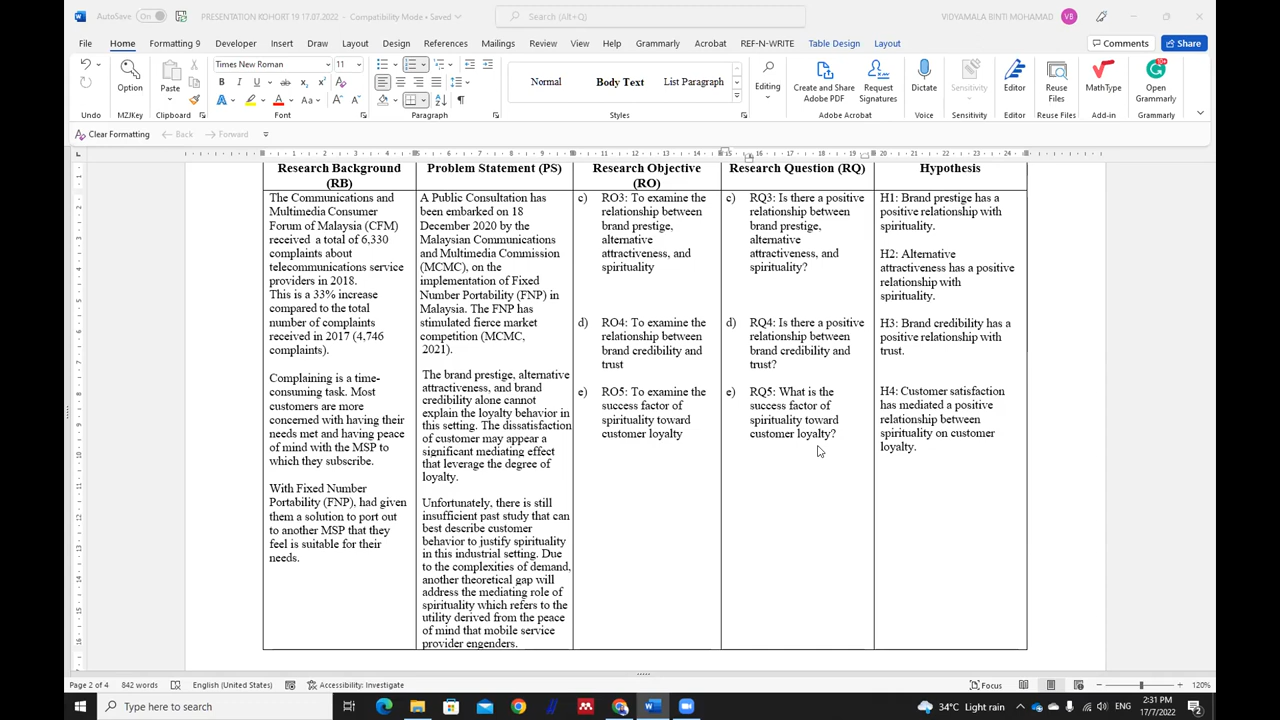 AutoSave Off PRESENTATION KOHORT 19 17.07.2022 - Compatibility Mode • Saved Search (Alt+Q) VIDYAMALA BINTI MOHAMAD VB
File Home Formatting 9 Developer Insert Draw Layout Design References Mailings Review View Help Grammarly Acrobat REF-N-WRITE Table Design Layout Comments Share
Times New Roman 11
Normal Body Text List Paragraph
Option Paste Editing Create and Share Adobe PDF Request Signatures Dictate Sensitivity Editor Reuse Files MathType Open Grammarly
Undo MZJKey Clipboard Font Paragraph Styles Adobe Acrobat Voice Sensitivity Editor Reuse Files Add-in Grammarly
Clear Formatting Back Forward
Research Background (RB)
Problem Statement (PS)
Research Objective (RO)
Research Question (RQ)
Hypothesis
The Communications and
Multimedia Consumer
Forum of Malaysia (CFM)
received a total of 6,330
complaints about
telecommunications service
providers in 2018.
This is a 33% increase
compared to the total
number of complaints
received in 2017 (4,746
complaints).
Complaining is a time-
consuming task. Most
customers are more
concerned with having their
needs met and having peace
of mind with the MSP to
which they subscribe.
With Fixed Number
Portability (FNP), had given
them a solution to port out
to another MSP that they
feel is suitable for their
needs.
A Public Consultation has
been embarked on 18
December 2020 by the
Malaysian Communications
and Multimedia Commission
(MCMC), on the
implementation of Fixed
Number Portability (FNP) in
Malaysia. The FNP has
stimulated fierce market
competition (MCMC,
2021).
The brand prestige, alternative
attractiveness, and brand
credibility alone cannot
explain the loyalty behavior in
this setting. The dissatisfaction
of customer may appear a
significant mediating effect
that leverage the degree of
loyalty.
Unfortunately, there is still
insufficient past study that can
best describe customer
behavior to justify spirituality
in this industrial setting. Due
to the complexities of demand,
another theoretical gap will
address the mediating role of
spirituality which refers to the
utility derived from the peace
of mind that mobile service
provider engenders.
c) RO3: To examine the
relationship between
brand prestige,
alternative
attractiveness, and
spirituality
d) RO4: To examine the
relationship between
brand credibility and
trust
e) RO5: To examine the
success factor of
spirituality toward
customer loyalty
c) RQ3: Is there a positive
relationship between
brand prestige,
alternative
attractiveness, and
spirituality?
d) RQ4: Is there a positive
relationship between
brand credibility and
trust?
e) RQ5: What is the
success factor of
spirituality toward
customer loyalty?
H1: Brand prestige has a
positive relationship with
spirituality.
H2: Alternative
attractiveness has a positive
relationship with
spirituality.
H3: Brand credibility has a
positive relationship with
trust.
H4: Customer satisfaction
has mediated a positive
relationship between
spirituality on customer
loyalty.
Page 2 of 4 842 words English (United States) Accessibility: Investigate Focus 120%
Type here to search 34°C Light rain 2:31 PM
17/7/2022